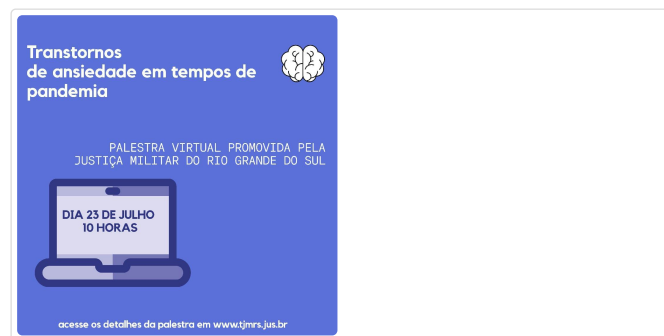 Transtornos
de ansiedade em tempos de
pandemia
PALESTRA VIRTUAL PROMOVIDA PELA
JUSTIÇA MILITAR DO RIO GRANDE DO SUL
DIA 23 DE JULHO
10 HORAS
acesse os detalhes da palestra em www.tjmrs.jus.br